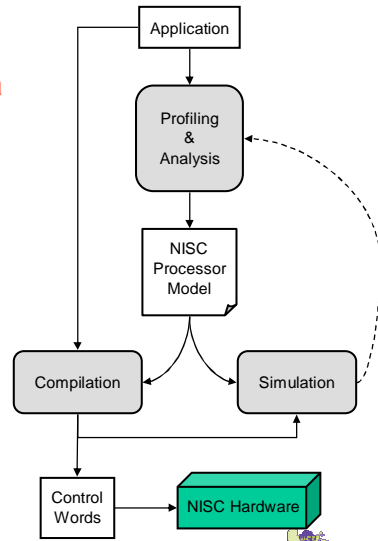 Application
Profiling
&
Analysis
NISC
Processor
Model
Compilation
Simulation
Control
Words
NISC Hardware